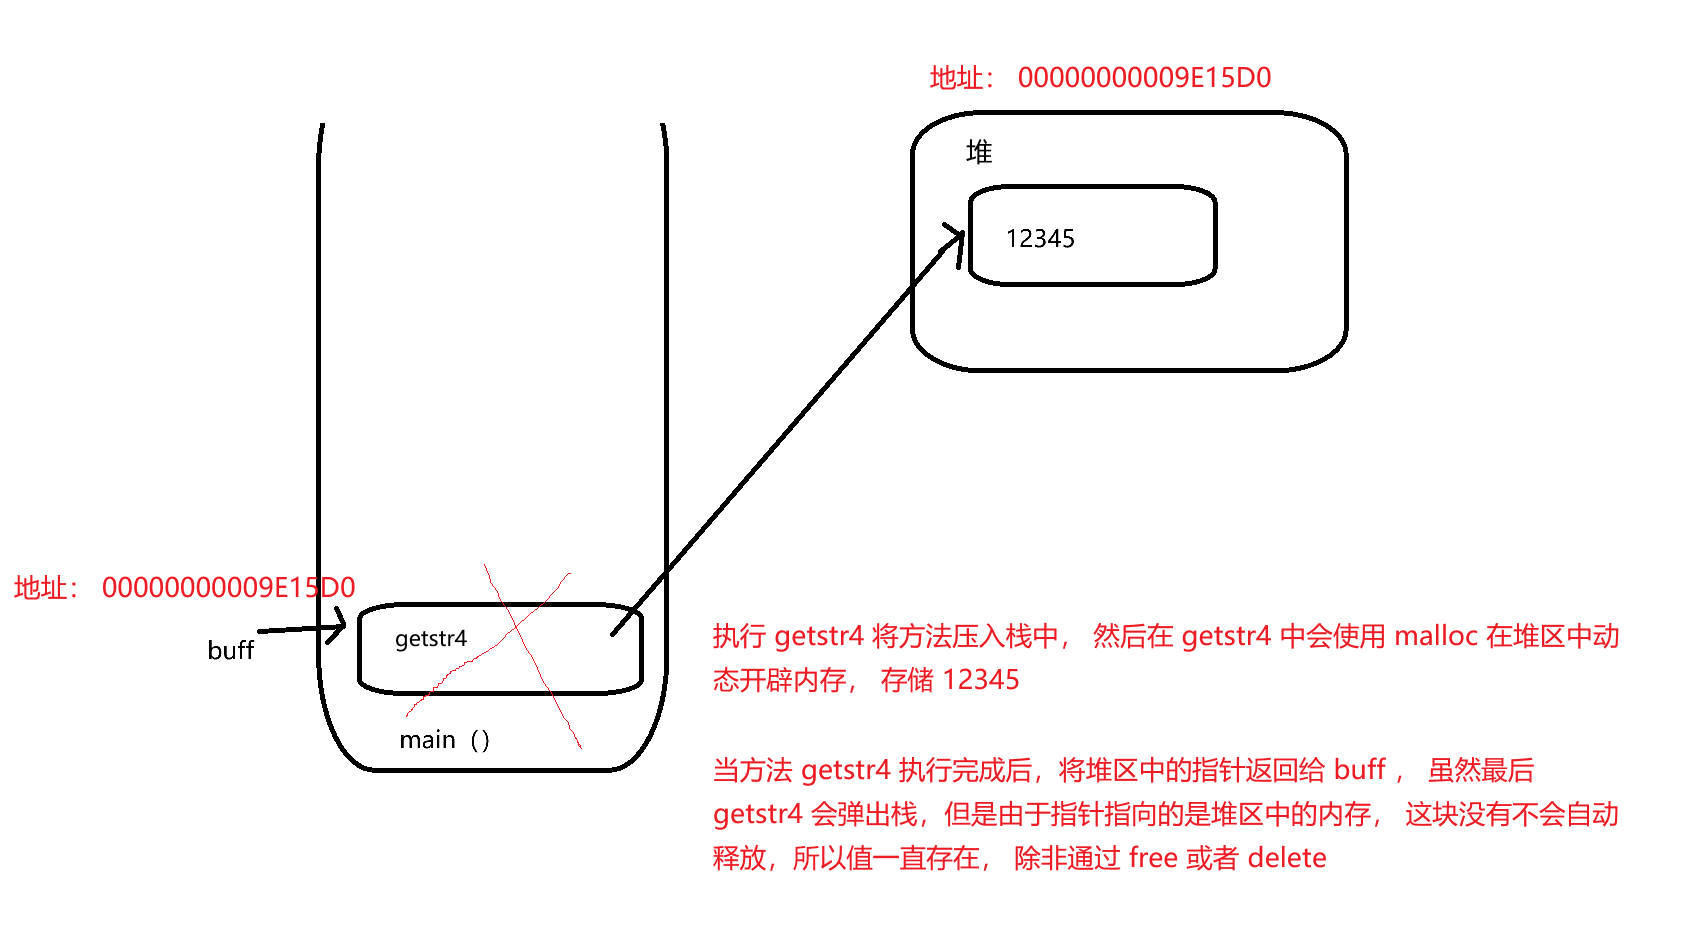 地址： 00000000009E15D0
堆
12345
地址： 00000000009E15D0
buff
getstr4
main（）
执行 getstr4 将方法压入栈中， 然后在 getstr4 中会使用 malloc 在堆区中动
态开辟内存， 存储 12345
当方法 getstr4 执行完成后，将堆区中的指针返回给 buff ， 虽然最后
getstr4 会弹出栈，但是由于指针指向的是堆区中的内存， 这块没有不会自动
释放，所以值一直存在， 除非通过 free 或者 delete